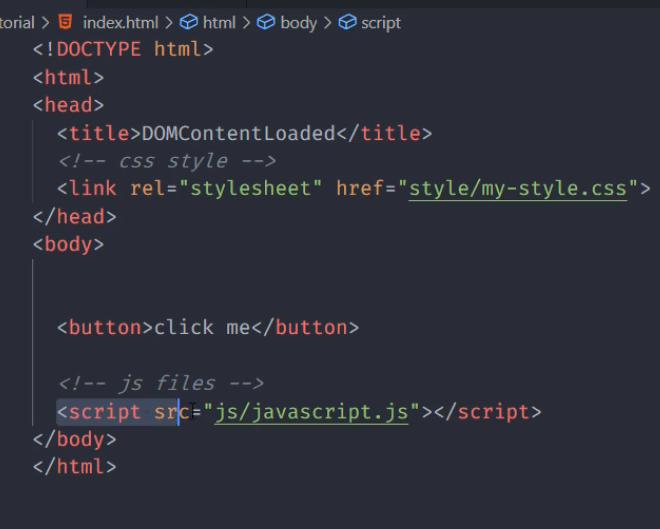 torial > index.html > html > body > script
<!DOCTYPE html>
<html>
<head>
<title>DOMContentLoaded</title>
<!-- css style -->
<link rel="stylesheet" href="style/my-style.css">
</head>
<body>
<button>click me</button>
<!-- js files -->
<script src="js/javascript.js"></script>
</body>
</html>